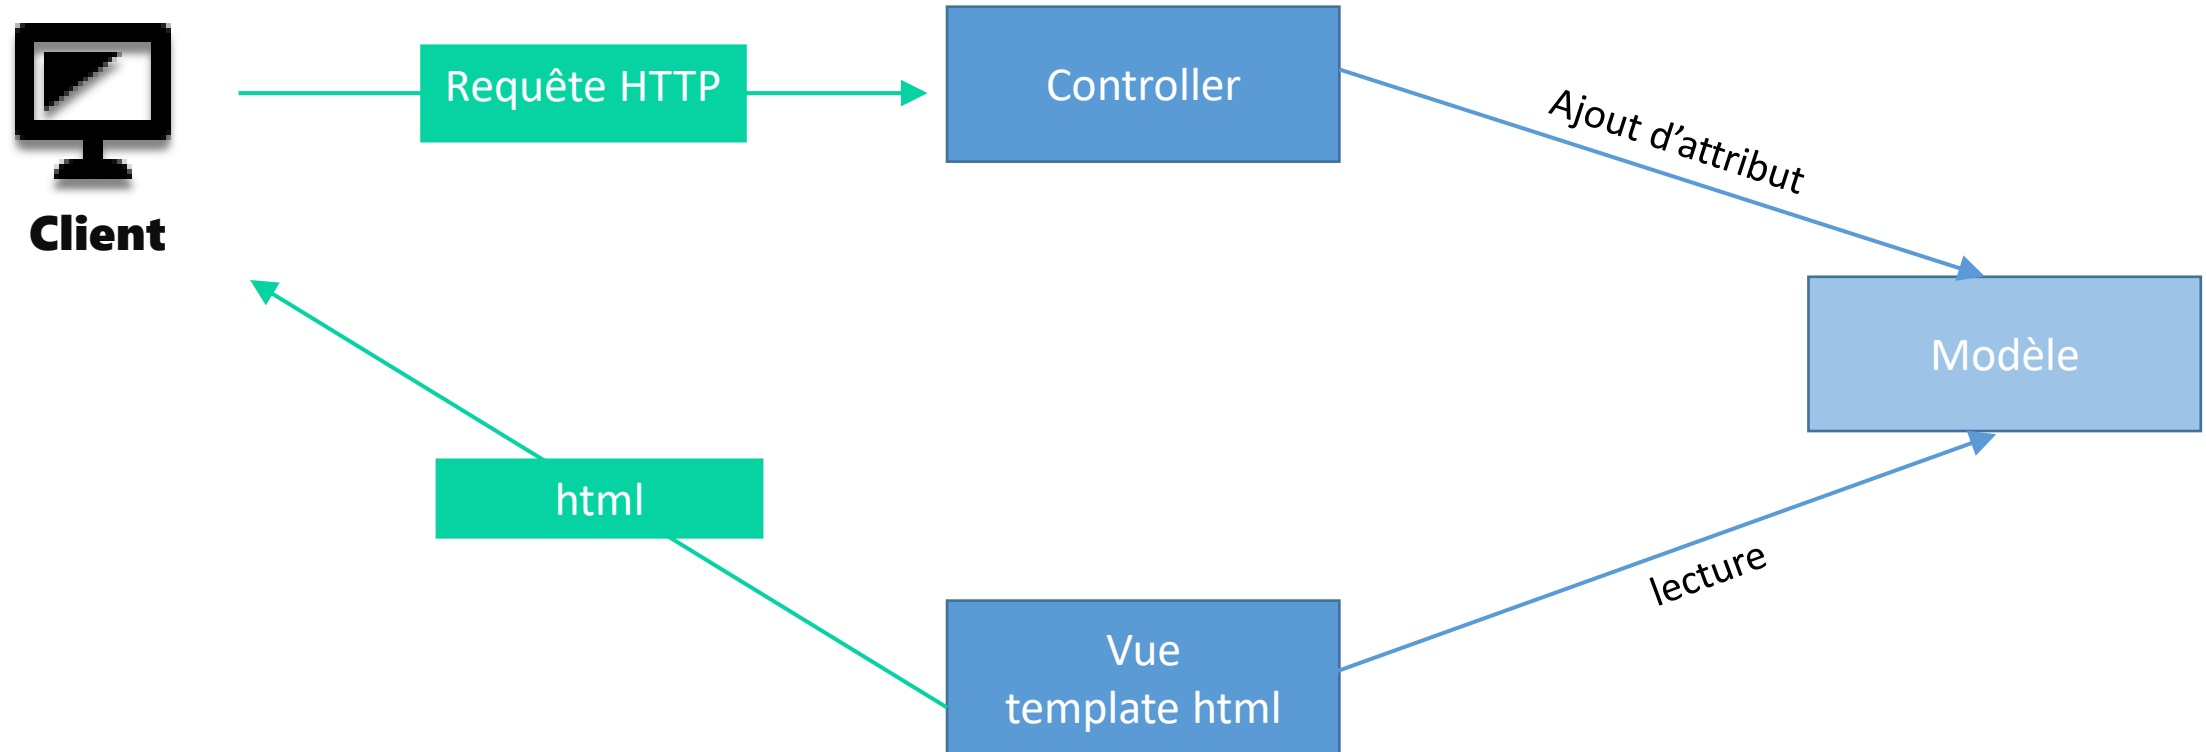 Requête HTTP
Controller
Ajout d’attribut
Client
Modèle
html
lecture
Vue
template html